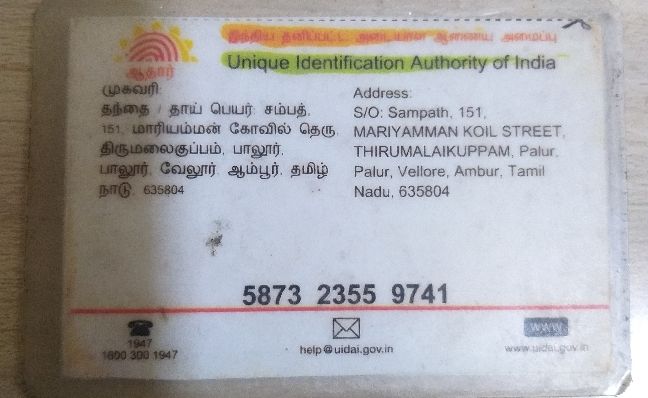 இந்திய தனிப்பட்ட அடையாள ஆணைய அமைப்பு
Unique Identification Authority of India
ஆதார்
முகவரி:
தந்தை / தாய் பெயர்: சம்பத்,
151, மாரியம்மன் கோவில் தெரு,
திருமலைகுப்பம், பாலூர்,
பாலூர், வேலூர், ஆம்பூர், தமிழ்
நாடு, 635804
Address:
S/O: Sampath, 151,
MARIYAMMAN KOIL STREET,
THIRUMALAIKUPPAM, Palur,
Palur, Vellore, Ambur, Tamil
Nadu, 635804
5873 2355 9741
1947
1800 300 1947
help@uidai.gov.in
www
www.uidai.gov.in